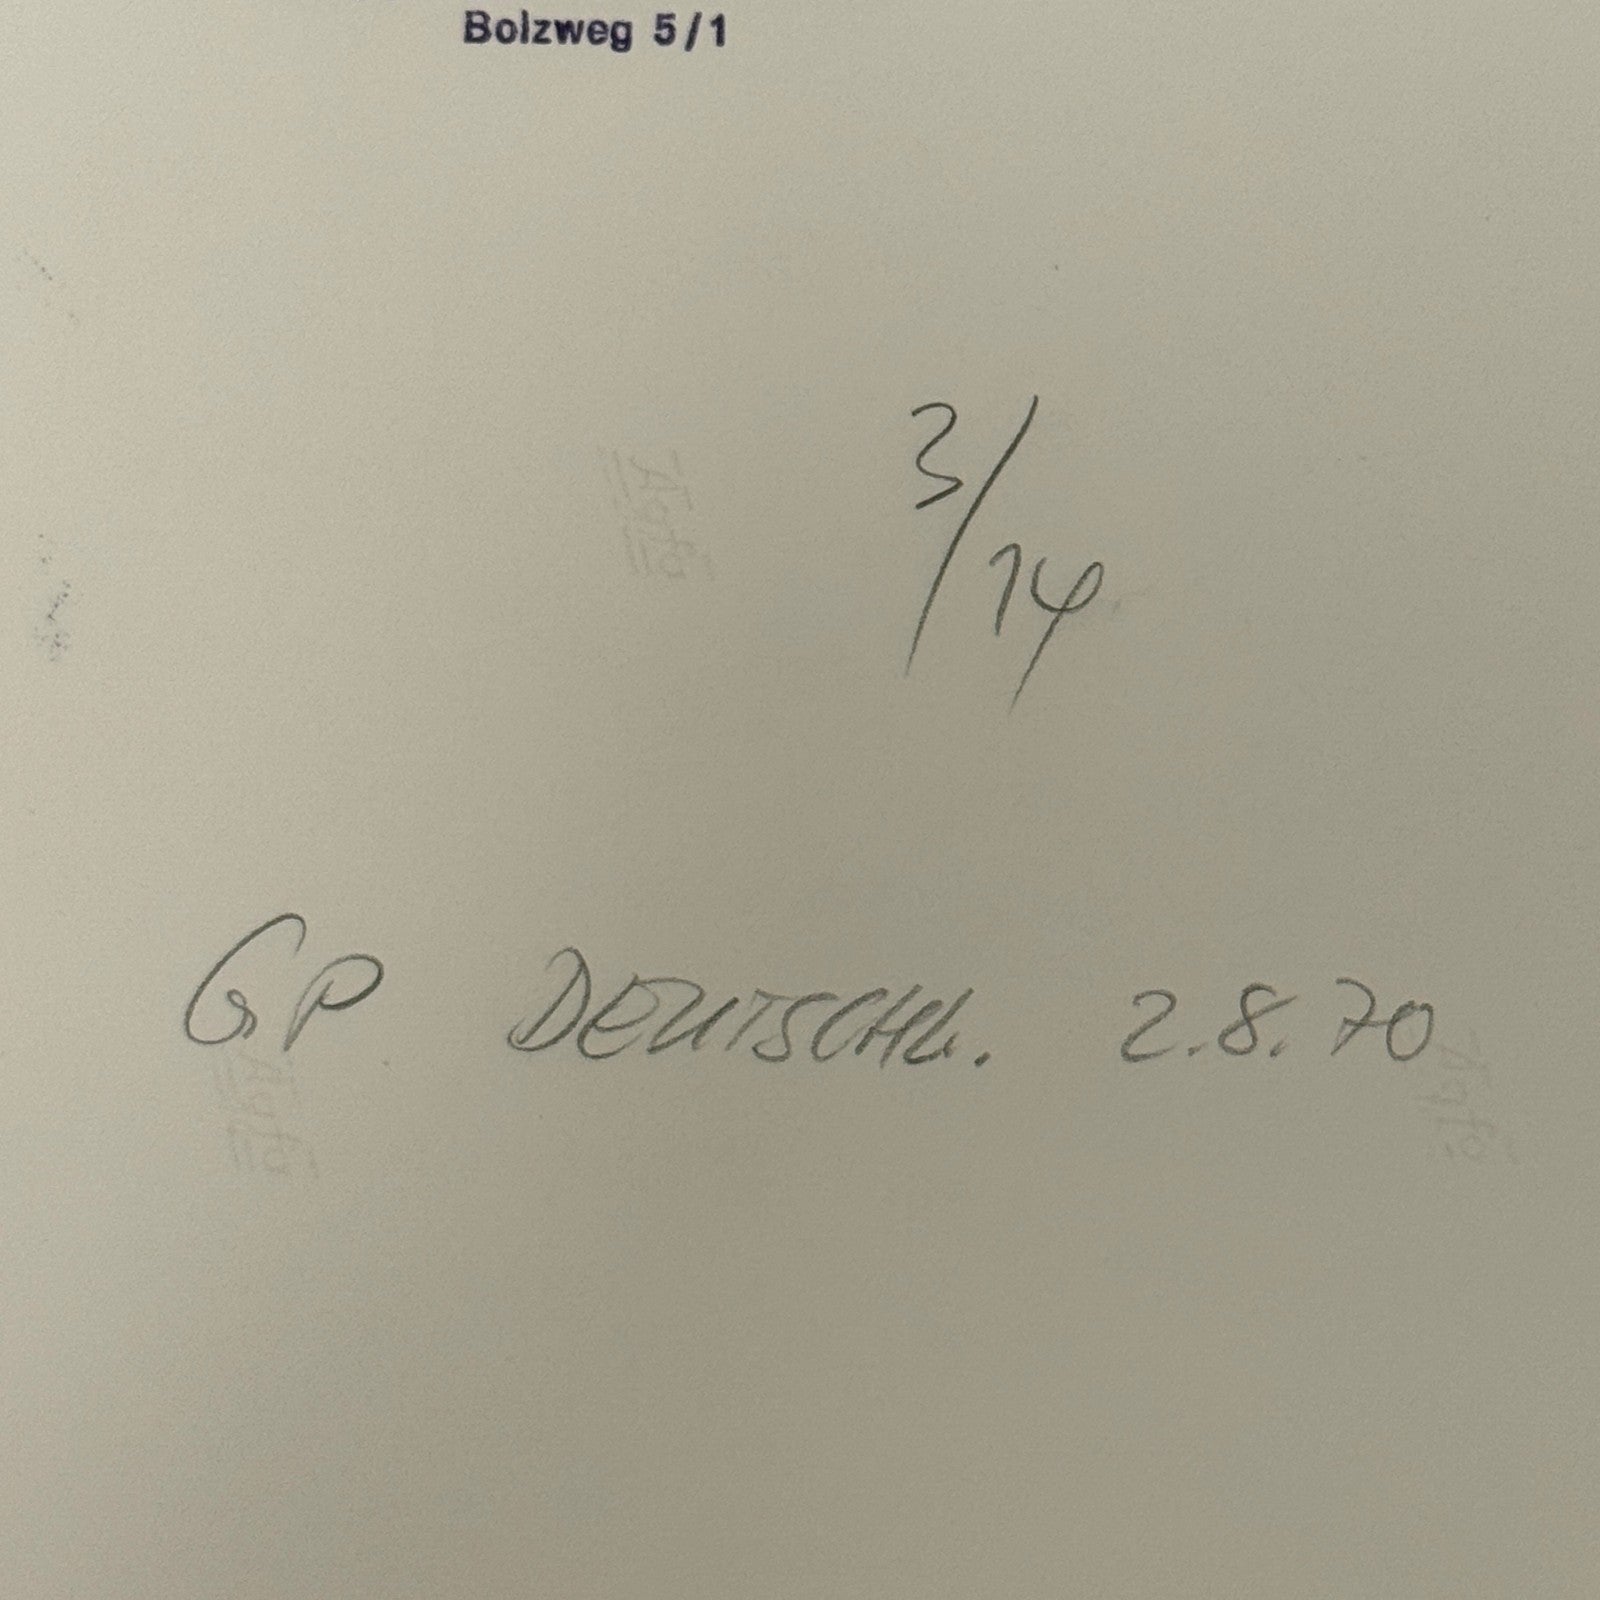 Bolzweg 5/1
3/14
GP DEUTSCHL. 2.8.70